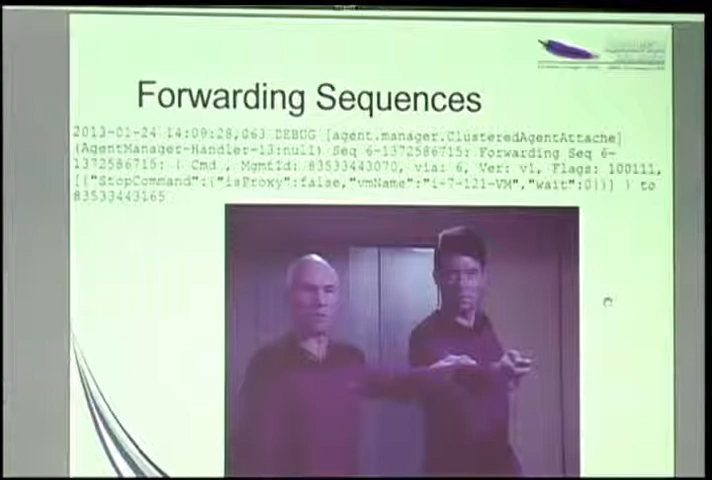 Forwarding Sequences
2013-01-24 14:09:28,063 DEBUG [agent.manager.ClusteredAgentAttache]
(AgentManager-Handler-13:null) Seq 6-1372586715: Forwarding Seq 6-
1372586715: { Cmd , MgmtId: 83533443070, via: 6, Ver: v1, Flags: 100111,
[{"StopCommand":{"isProxy":false,"vmName":"i-7-121-VM","wait":0}}] } to
83533443165